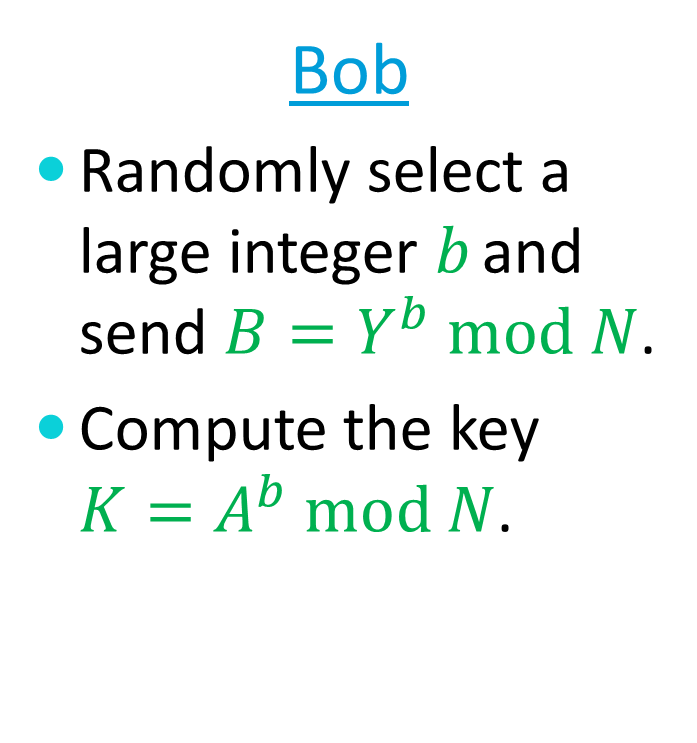 Bob
• Randomly select a
large integer b and
send B = Y^b mod N.
• Compute the key
K = A^b mod N.